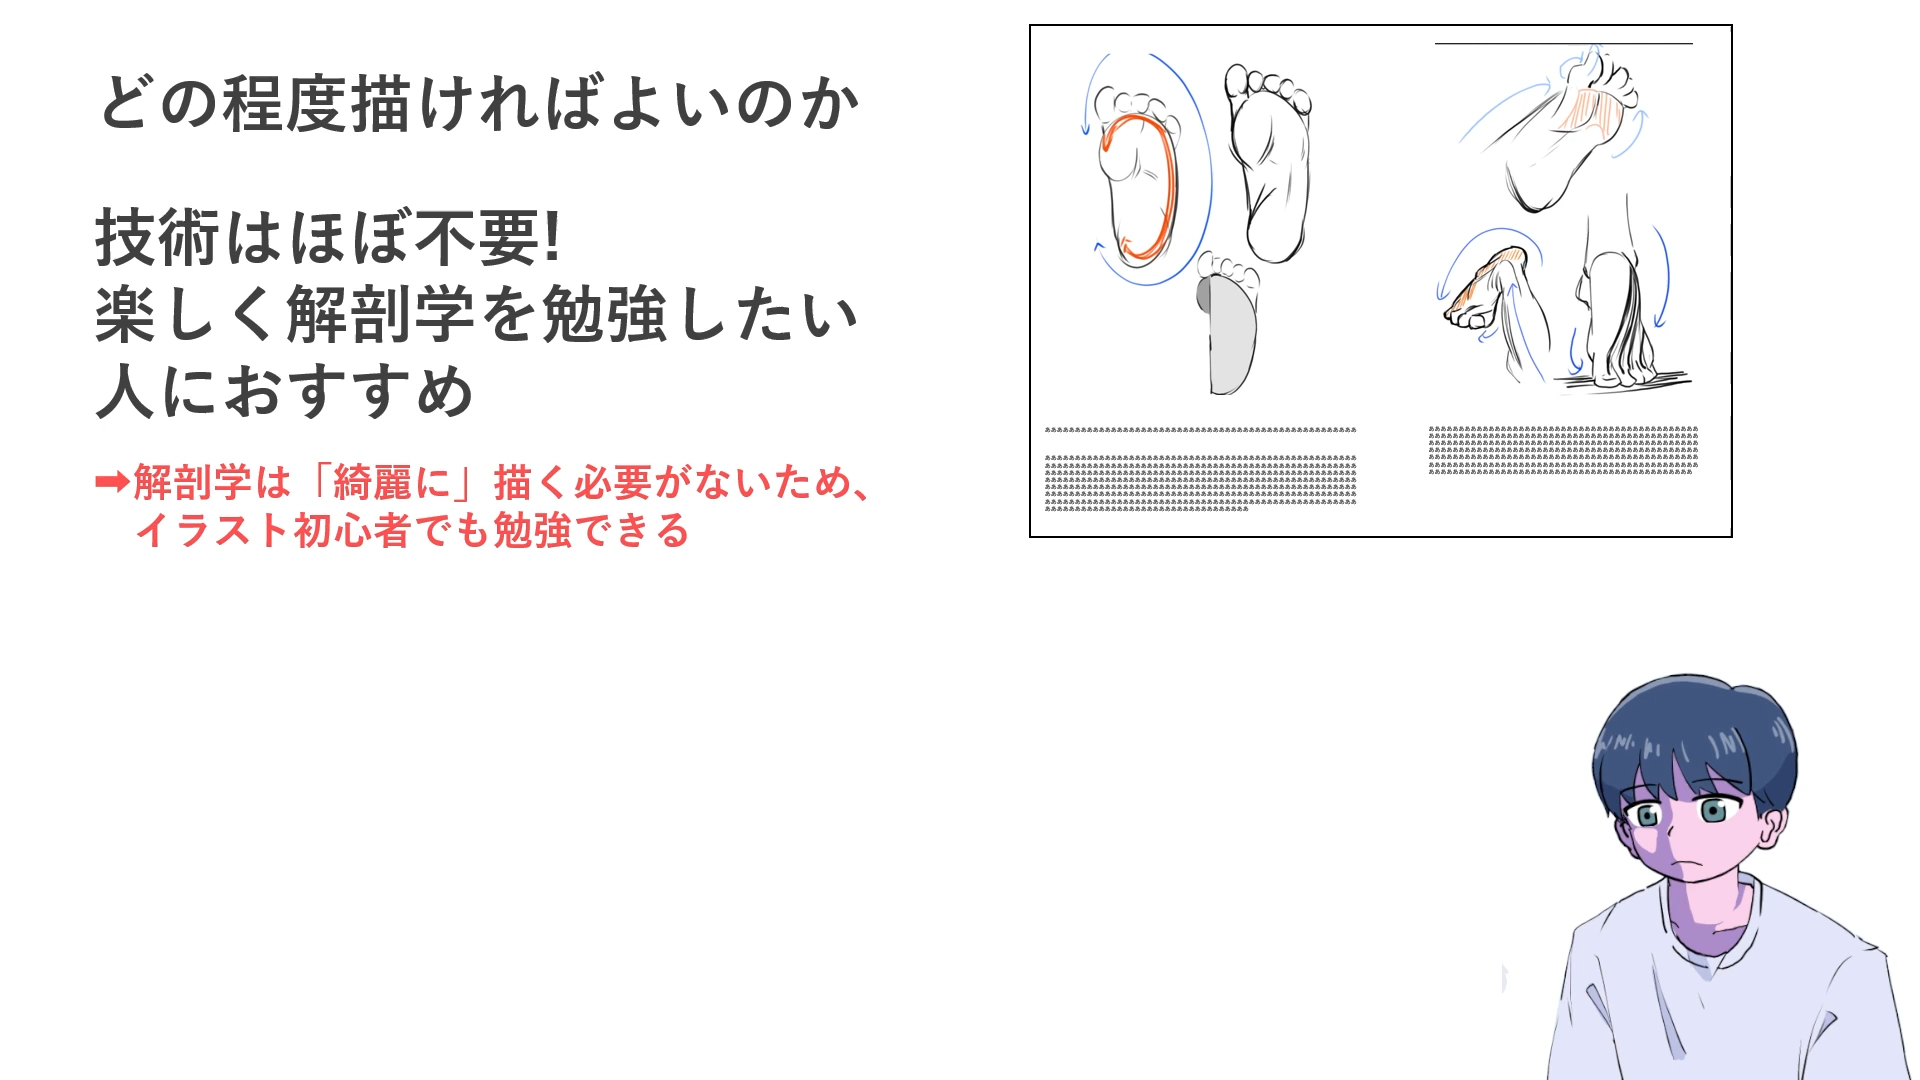 どの程度描ければよいのか
技術はほぼ不要!
楽しく解剖学を勉強したい
人におすすめ
➡解剖学は「綺麗に」描く必要がないため、
イラスト初心者でも勉強できる